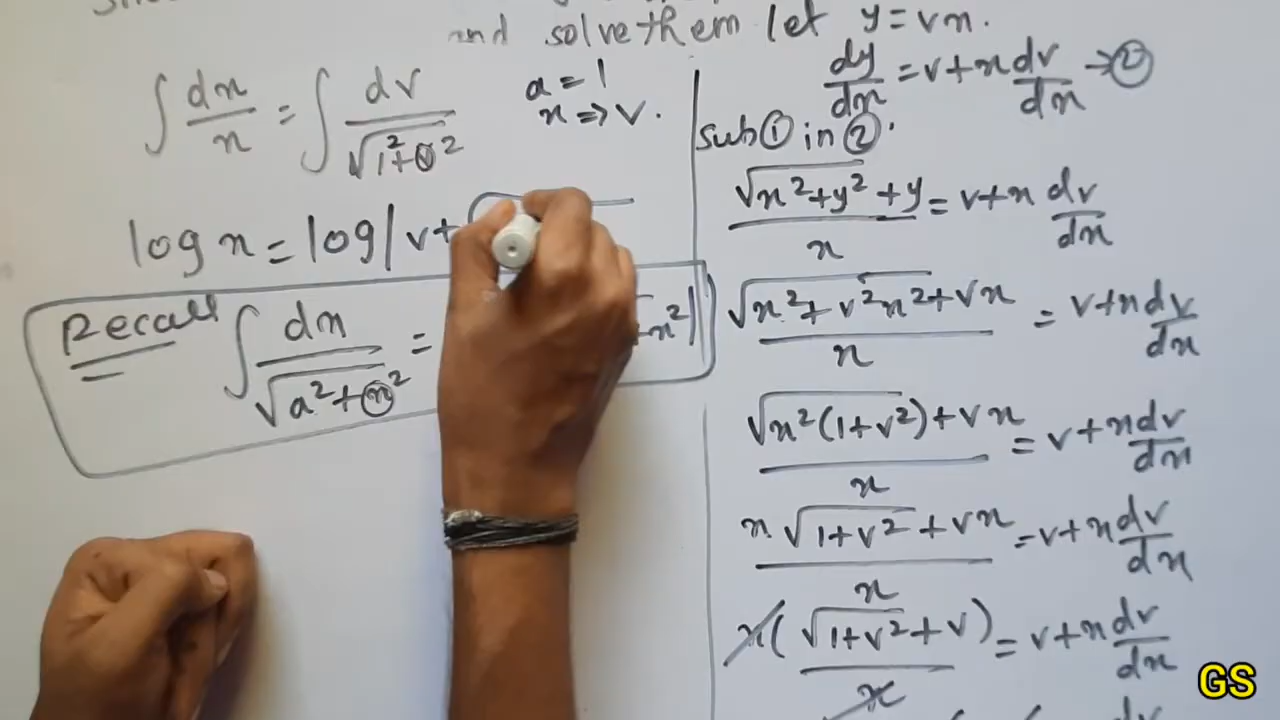 and solve them let y = vx.
∫ dx/x = ∫ dv/√(1²+v²)
a = 1
x ⇒ v.
log x = log|v+
Recall ∫ dx/√(a²+x²) =
x²)|
dy/dx = v+x dv/dx → ②
sub ① in ②.
(√(x²+y²) + y)/x = v+x dv/dx
(√(x²+v²x²)+vx)/x = v+x dv/dx
(√(x²(1+v²))+vx)/x = v+x dv/dx
(x√(1+v²)+vx)/x = v+x dv/dx
x(√(1+v²)+v)/x = v+x dv/dx
dv
GS